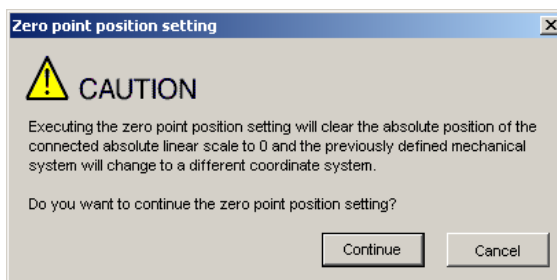 Zero point position setting
CAUTION
Executing the zero point position setting will clear the absolute position of the
connected absolute linear scale to 0 and the previously defined mechanical
system will change to a different coordinate system.
Do you want to continue the zero point position setting?
Continue
Cancel